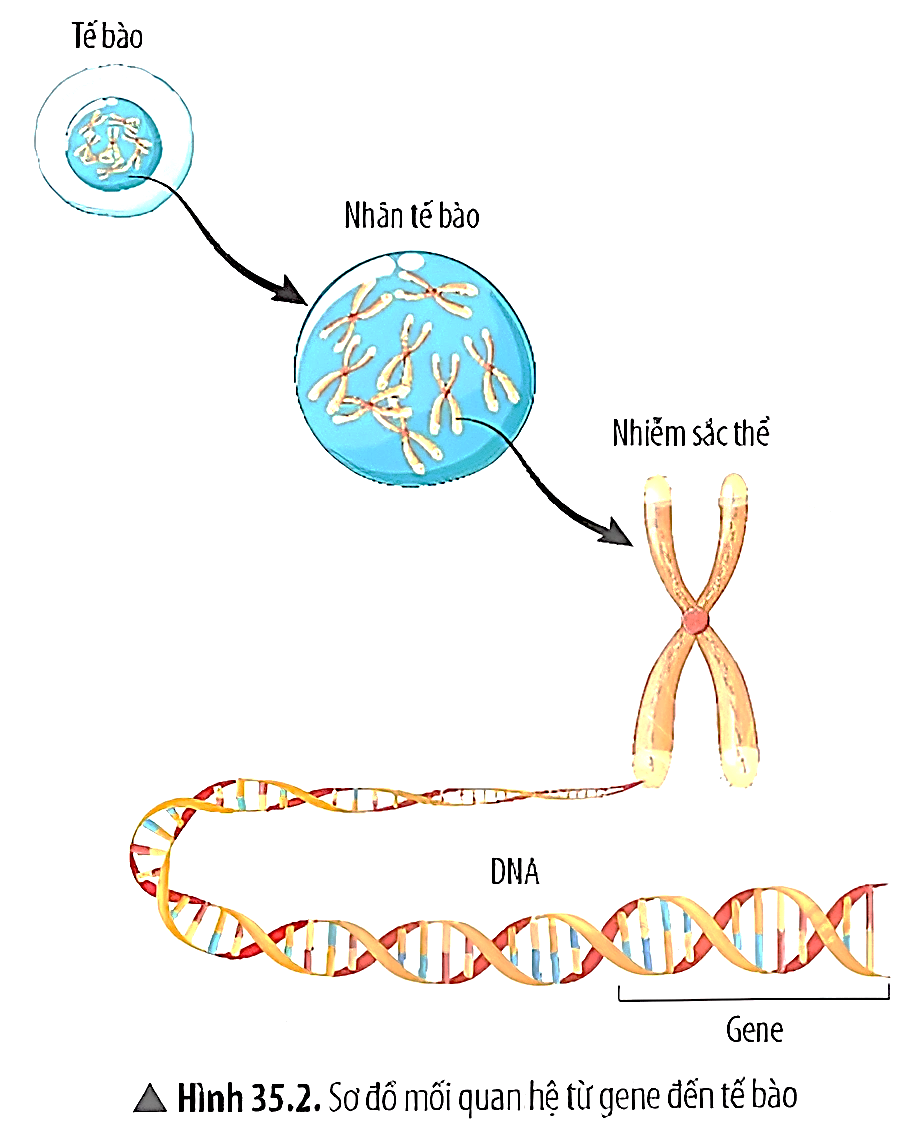 Tế bào
Nhân tế bào
Nhiễm sắc thể
DNA
Gene
▲ Hình 35.2. Sơ đồ mối quan hệ từ gene đến tế bào